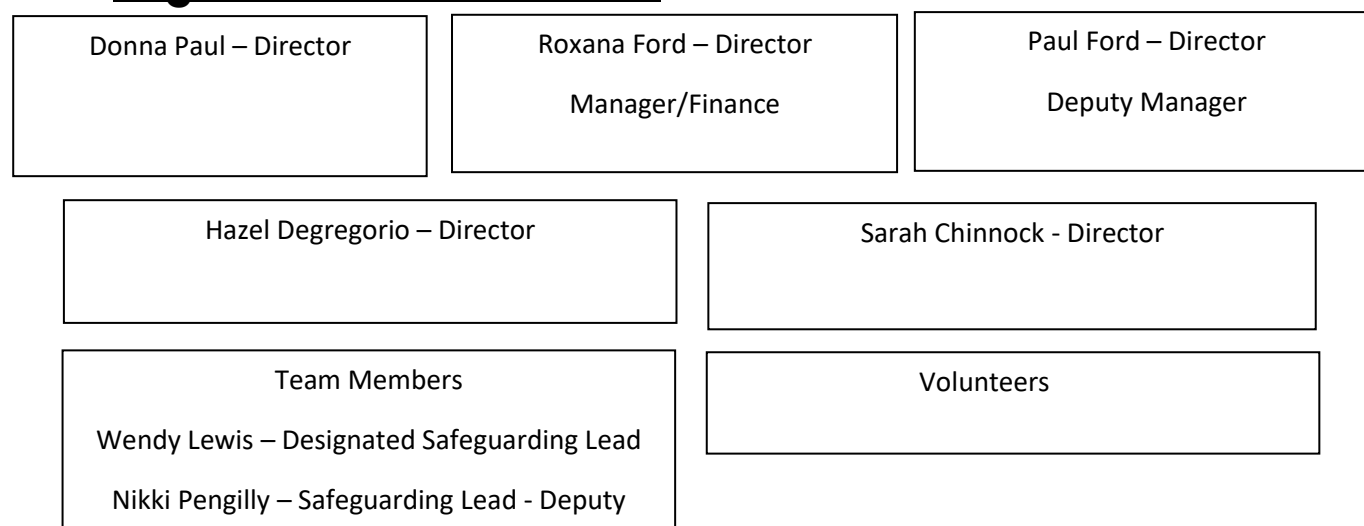 Donna Paul – Director
Roxana Ford – Director
Manager/Finance
Paul Ford – Director
Deputy Manager
Hazel Degregorio – Director
Sarah Chinnock - Director
Team Members
Wendy Lewis – Designated Safeguarding Lead
Nikki Pengilly – Safeguarding Lead - Deputy
Volunteers